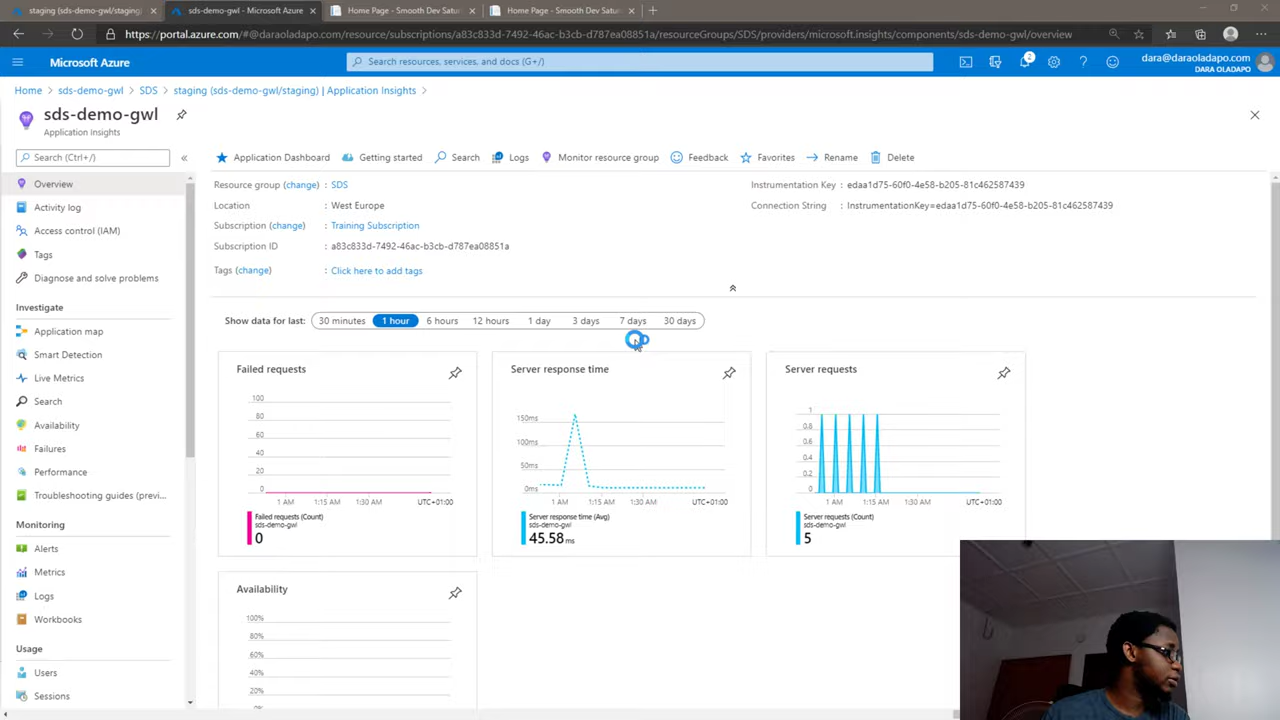 staging (sds-demo-gwl/staging)
sds-demo-gwl - Microsoft Azure
Home Page - Smooth Dev Satur
Home Page - Smooth Dev Satur
https://portal.azure.com/#@daraoladapo.com/resource/subscriptions/a83c833d-7492-46ac-b3cb-d787ea08851a/resourceGroups/SDS/providers/microsoft.insights/components/sds-demo-gwl/overview
Microsoft Azure
Search resources, services, and docs (G+/)
2
dara@daraoladapo.com
DARA OLADAPO
Home > sds-demo-gwl > SDS > staging (sds-demo-gwl/staging) | Application Insights >
sds-demo-gwl
Application Insights
Search (Ctrl+/)
Application Dashboard
Getting started
Search
Logs
Monitor resource group
Feedback
Favorites
Rename
Delete
Overview
Activity log
Access control (IAM)
Tags
Diagnose and solve problems
Investigate
Application map
Smart Detection
Live Metrics
Search
Availability
Failures
Performance
Troubleshooting guides (previ...
Monitoring
Alerts
Metrics
Logs
Workbooks
Usage
Users
Sessions
Resource group (change) : SDS
Location : West Europe
Subscription (change) : Training Subscription
Subscription ID : a83c833d-7492-46ac-b3cb-d787ea08851a
Tags (change) : Click here to add tags
Instrumentation Key : edaa1d75-60f0-4e58-b205-81c462587439
Connection String : InstrumentationKey=edaa1d75-60f0-4e58-b205-81c462587439
Show data for last: 30 minutes 1 hour 6 hours 12 hours 1 day 3 days 7 days 30 days
Failed requests
100
80
60
40
20
0
1 AM 1:15 AM 1:30 AM UTC+01:00
Failed requests (Count)
sds-demo-gwl
0
Server response time
150ms
100ms
50ms
0ms
1 AM 1:15 AM 1:30 AM UTC+01:00
Server response time (Avg)
sds-demo-gwl
45.58 ms
Server requests
1
0.8
0.6
0.4
0.2
0
1 AM 1:15 AM 1:30 AM UTC+01:00
Server requests (Count)
sds-demo-gwl
5
Availability
100%
80%
60%
40%
20%